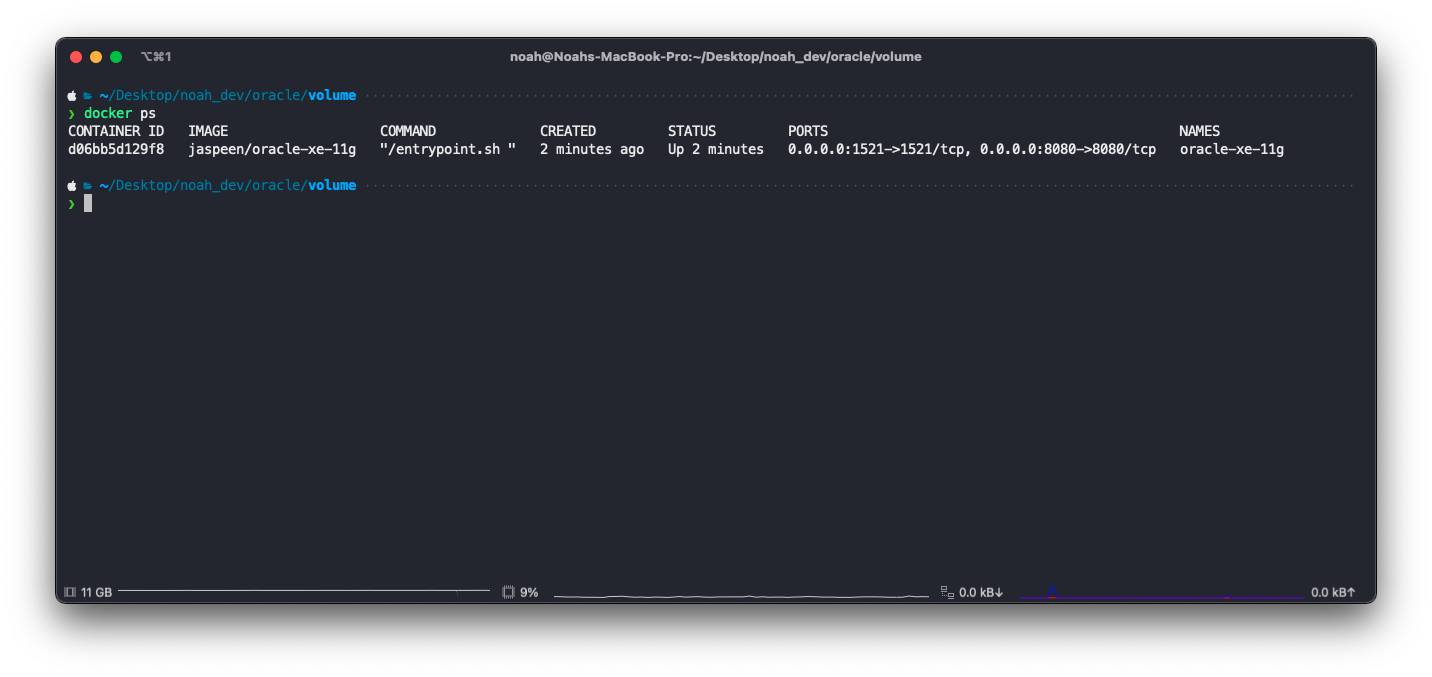 ⌥⌘1 noah@Noahs-MacBook-Pro:~/Desktop/noah_dev/oracle/volume
~/Desktop/noah_dev/oracle/volume
❯ docker ps
CONTAINER ID IMAGE COMMAND CREATED STATUS PORTS NAMES
d06bb5d129f8 jaspeen/oracle-xe-11g "/entrypoint.sh " 2 minutes ago Up 2 minutes 0.0.0.0:1521->1521/tcp, 0.0.0.0:8080->8080/tcp oracle-xe-11g
~/Desktop/noah_dev/oracle/volume
❯
11 GB 9% 0.0 kB↓ 0.0 kB↑